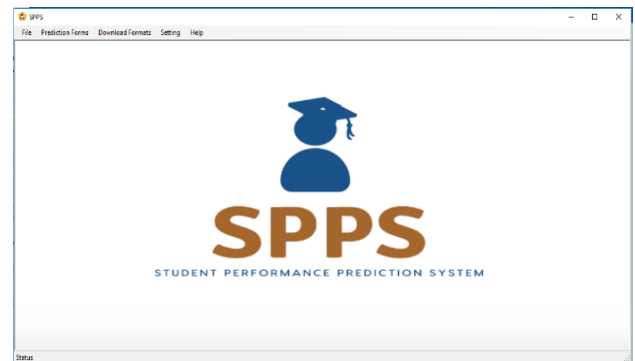 SPPS
File Prediction Forms Download Formats Setting Help
SPPS
STUDENT PERFORMANCE PREDICTION SYSTEM
Status